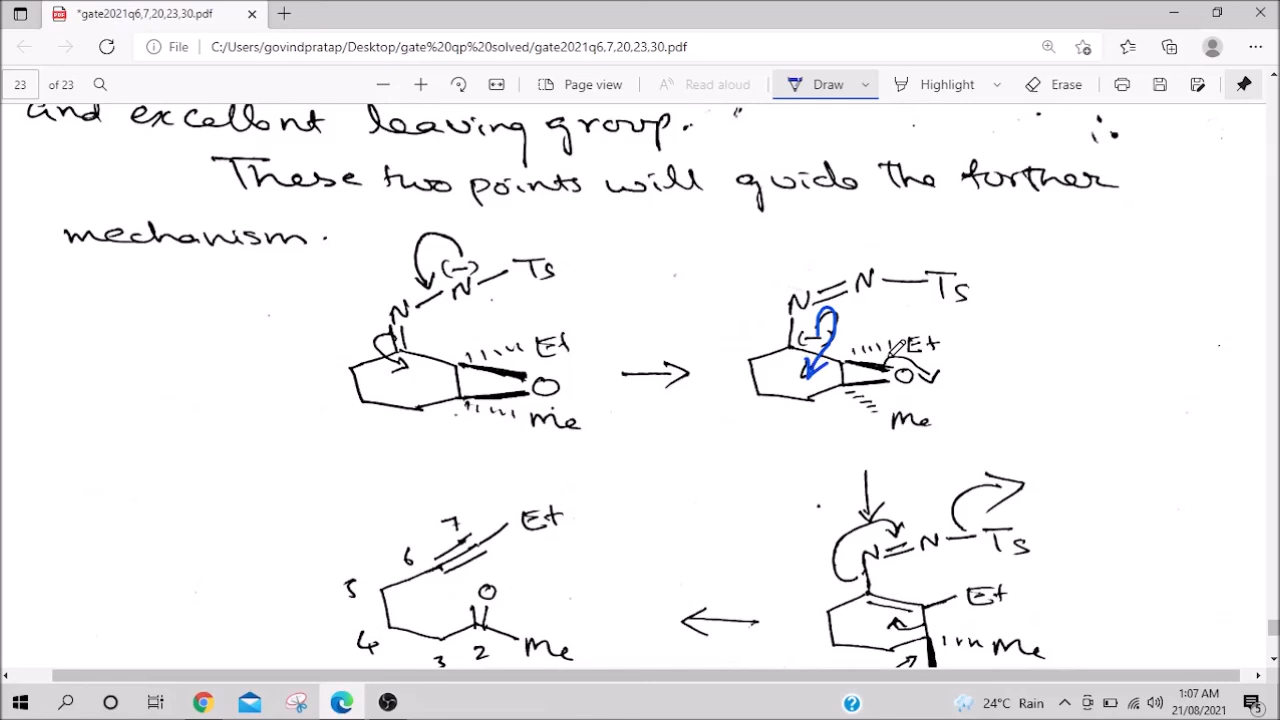 *gate2021q6,7,20,23,30.pdf
File C:/Users/govindpratap/Desktop/gate%20qp%20solved/gate2021q6,7,20,23,30.pdf
23 of 23 Page view Read aloud Draw Highlight Erase
and excellent leaving group.
These two points will guide the further
mechanism.
(-) Ts
N N
Et
O
Me
N = N — Ts
(-) Et
O
Me
7 Et
6
5 O
4 3 2 Me
N = N — Ts
Et
Me
24°C Rain 1:07 AM
21/08/2021
5